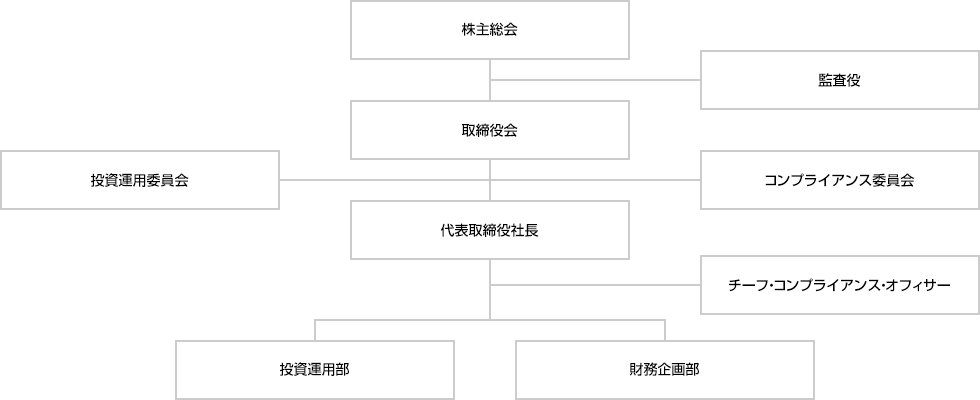 株主総会
監査役
取締役会
投資運用委員会
コンプライアンス委員会
代表取締役社長
チーフ・コンプライアンス・オフィサー
投資運用部
財務企画部